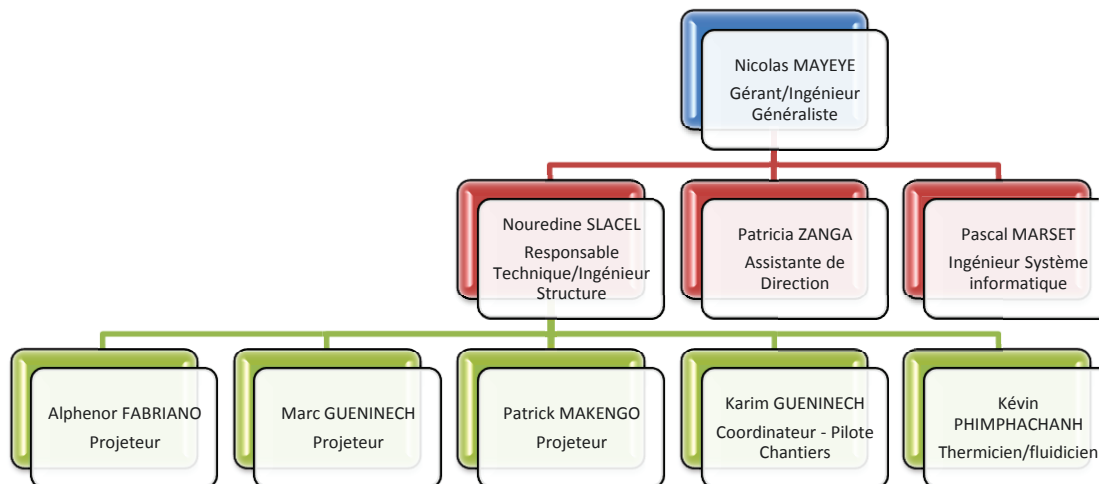 Nicolas MAYEYE
Gérant/Ingénieur
Généraliste
Nouredine SLACEL
Responsable
Technique/Ingénieur
Structure
Patricia ZANGA
Assistante de
Direction
Pascal MARSET
Ingénieur Système
informatique
Alphenor FABRIANO
Projeteur
Marc GUENINECH
Projeteur
Patrick MAKENGO
Projeteur
Karim GUENINECH
Coordinateur - Pilote
Chantiers
Kévin
PHIMPHACHANH
Thermicien/fluidicien